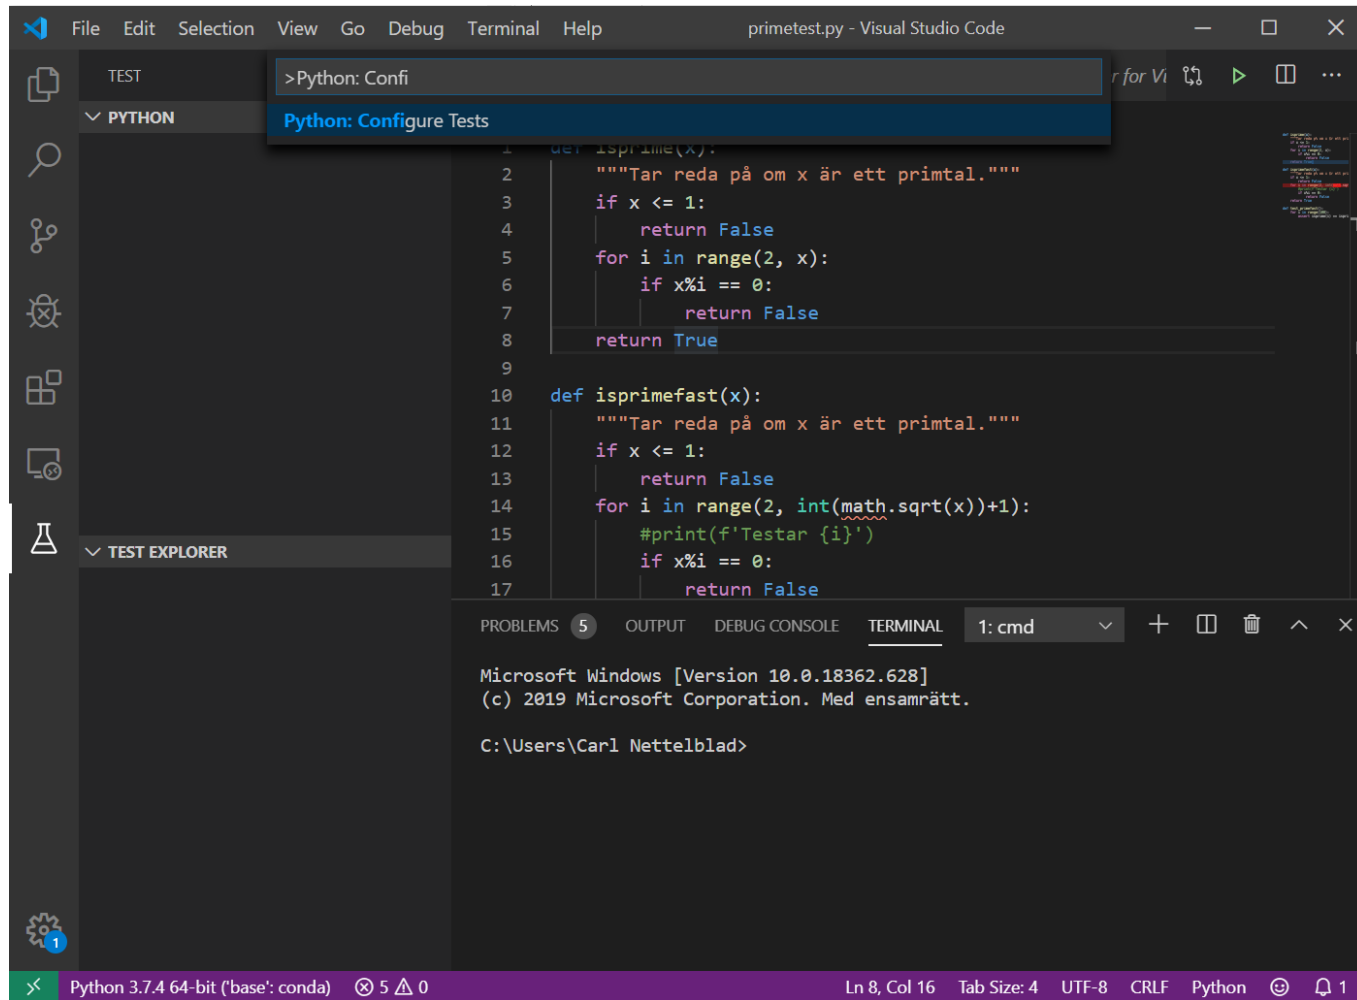 File Edit Selection View Go Debug Terminal Help primetest.py - Visual Studio Code
TEST
>Python: Confi
r for Vi
PYTHON
Python: Configure Tests
1 def isprime(x):
2 """Tar reda på om x är ett primtal."""
3 if x <= 1:
4 return False
5 for i in range(2, x):
6 if x%i == 0:
7 return False
8 return True
9
10 def isprimefast(x):
11 """Tar reda på om x är ett primtal."""
12 if x <= 1:
13 return False
14 for i in range(2, int(math.sqrt(x))+1):
15 #print(f'Testar {i}')
16 if x%i == 0:
17 return False
TEST EXPLORER
PROBLEMS 5 OUTPUT DEBUG CONSOLE TERMINAL 1: cmd
Microsoft Windows [Version 10.0.18362.628]
(c) 2019 Microsoft Corporation. Med ensamrätt.
C:\Users\Carl Nettelblad>
1
Python 3.7.4 64-bit ('base': conda) 5 0 Ln 8, Col 16 Tab Size: 4 UTF-8 CRLF Python 1